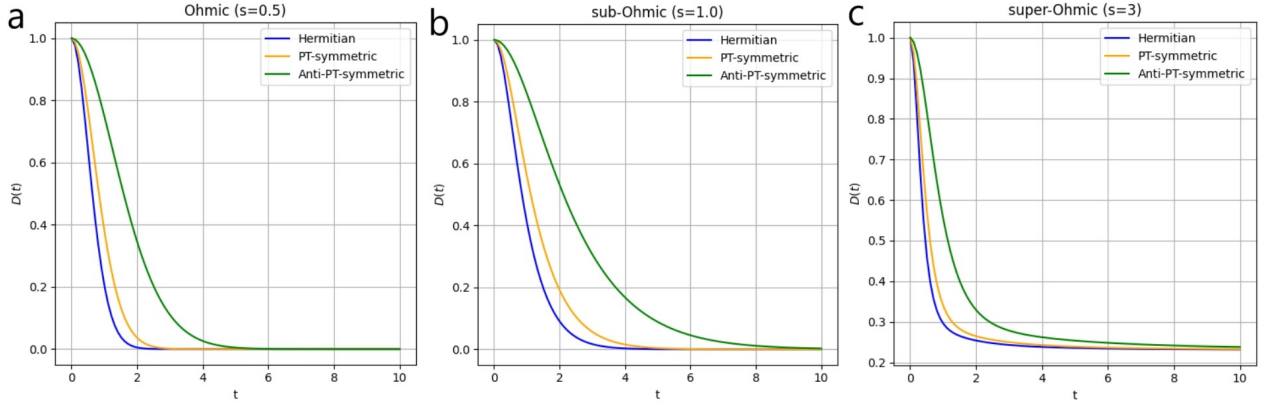 a
Ohmic (s=0.5)
1.0
0.8
0.6
0.4
0.2
0.0
D(t)
0
2
4
6
8
10
t
Hermitian
PT-symmetric
Anti-PT-symmetric
b
sub-Ohmic (s=1.0)
1.0
0.8
0.6
0.4
0.2
0.0
D(t)
0
2
4
6
8
10
t
Hermitian
PT-symmetric
Anti-PT-symmetric
c
super-Ohmic (s=3)
1.0
0.9
0.8
0.7
0.6
0.5
0.4
0.3
0.2
D(t)
0
2
4
6
8
10
t
Hermitian
PT-symmetric
Anti-PT-symmetric